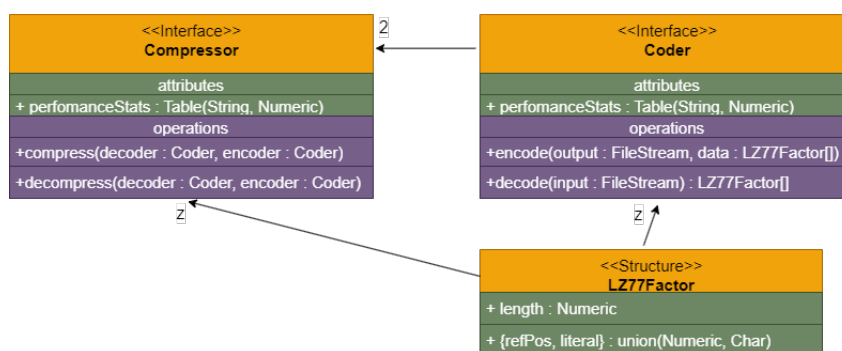 <<Interface>>
Compressor
attributes
+ perfomanceStats : Table(String, Numeric)
operations
+compress(decoder : Coder, encoder : Coder)
+decompress(decoder : Coder, encoder : Coder)
2
<<Interface>>
Coder
attributes
+ perfomanceStats : Table(String, Numeric)
operations
+encode(output : FileStream, data : LZ77Factor[])
+decode(input : FileStream) : LZ77Factor[]
z
z
<<Structure>>
LZ77Factor
+ length : Numeric
+ {refPos, literal} : union(Numeric, Char)